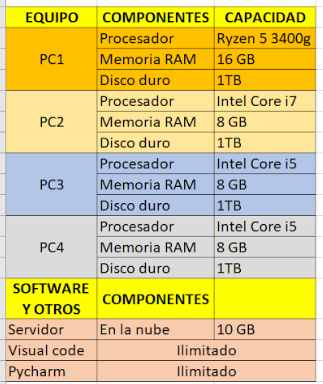 EQUIPO COMPONENTES CAPACIDAD
Procesador Ryzen 5 3400g
PC1 Memoria RAM 16 GB
Disco duro 1TB
Procesador Intel Core i7
PC2 Memoria RAM 8 GB
Disco duro 1TB
Procesador Intel Core i5
PC3 Memoria RAM 8 GB
Disco duro 1TB
Procesador Intel Core i5
PC4 Memoria RAM 8 GB
Disco duro 1TB
SOFTWARE
Y OTROS COMPONENTES
Servidor En la nube 10 GB
Visual code Ilimitado
Pycharm Ilimitado